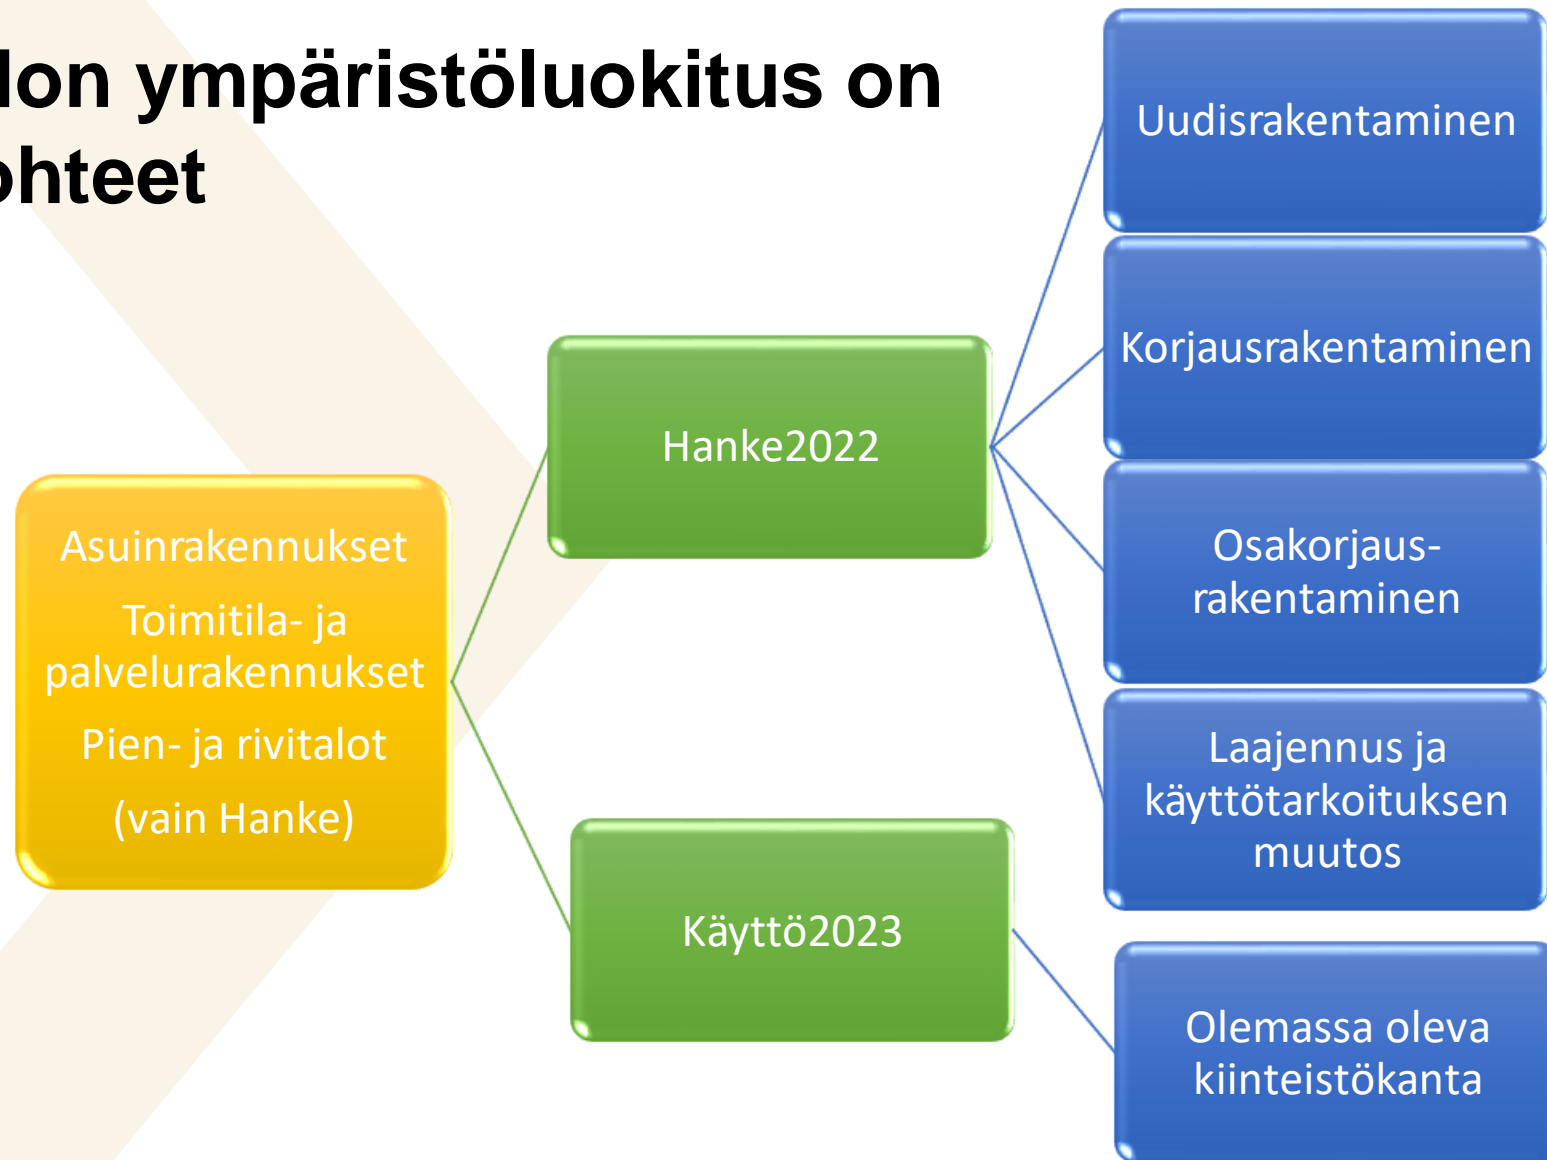 lon ympäristöluokitus on
ohteet
Asuinrakennukset
Toimitila- ja
palvelurakennukset
Pien- ja rivitalot
(vain Hanke)
Hanke2022
Käyttö2023
Uudisrakentaminen
Korjausrakentaminen
Osakorjaus-
rakentaminen
Laajennus ja
käyttötarkoituksen
muutos
Olemassa oleva
kiinteistökanta